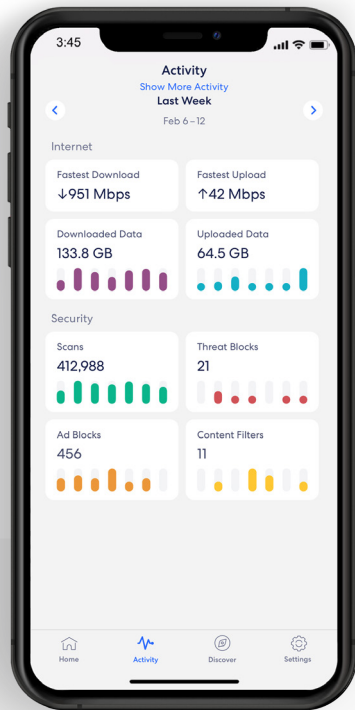 3:45
Activity
Show More Activity
Last Week
Feb 6–12
Internet
Fastest Download
↓951 Mbps
Fastest Upload
↑42 Mbps
Downloaded Data
133.8 GB
Uploaded Data
64.5 GB
Security
Scans
412,988
Threat Blocks
21
Ad Blocks
456
Content Filters
11
Home
Activity
Discover
Settings